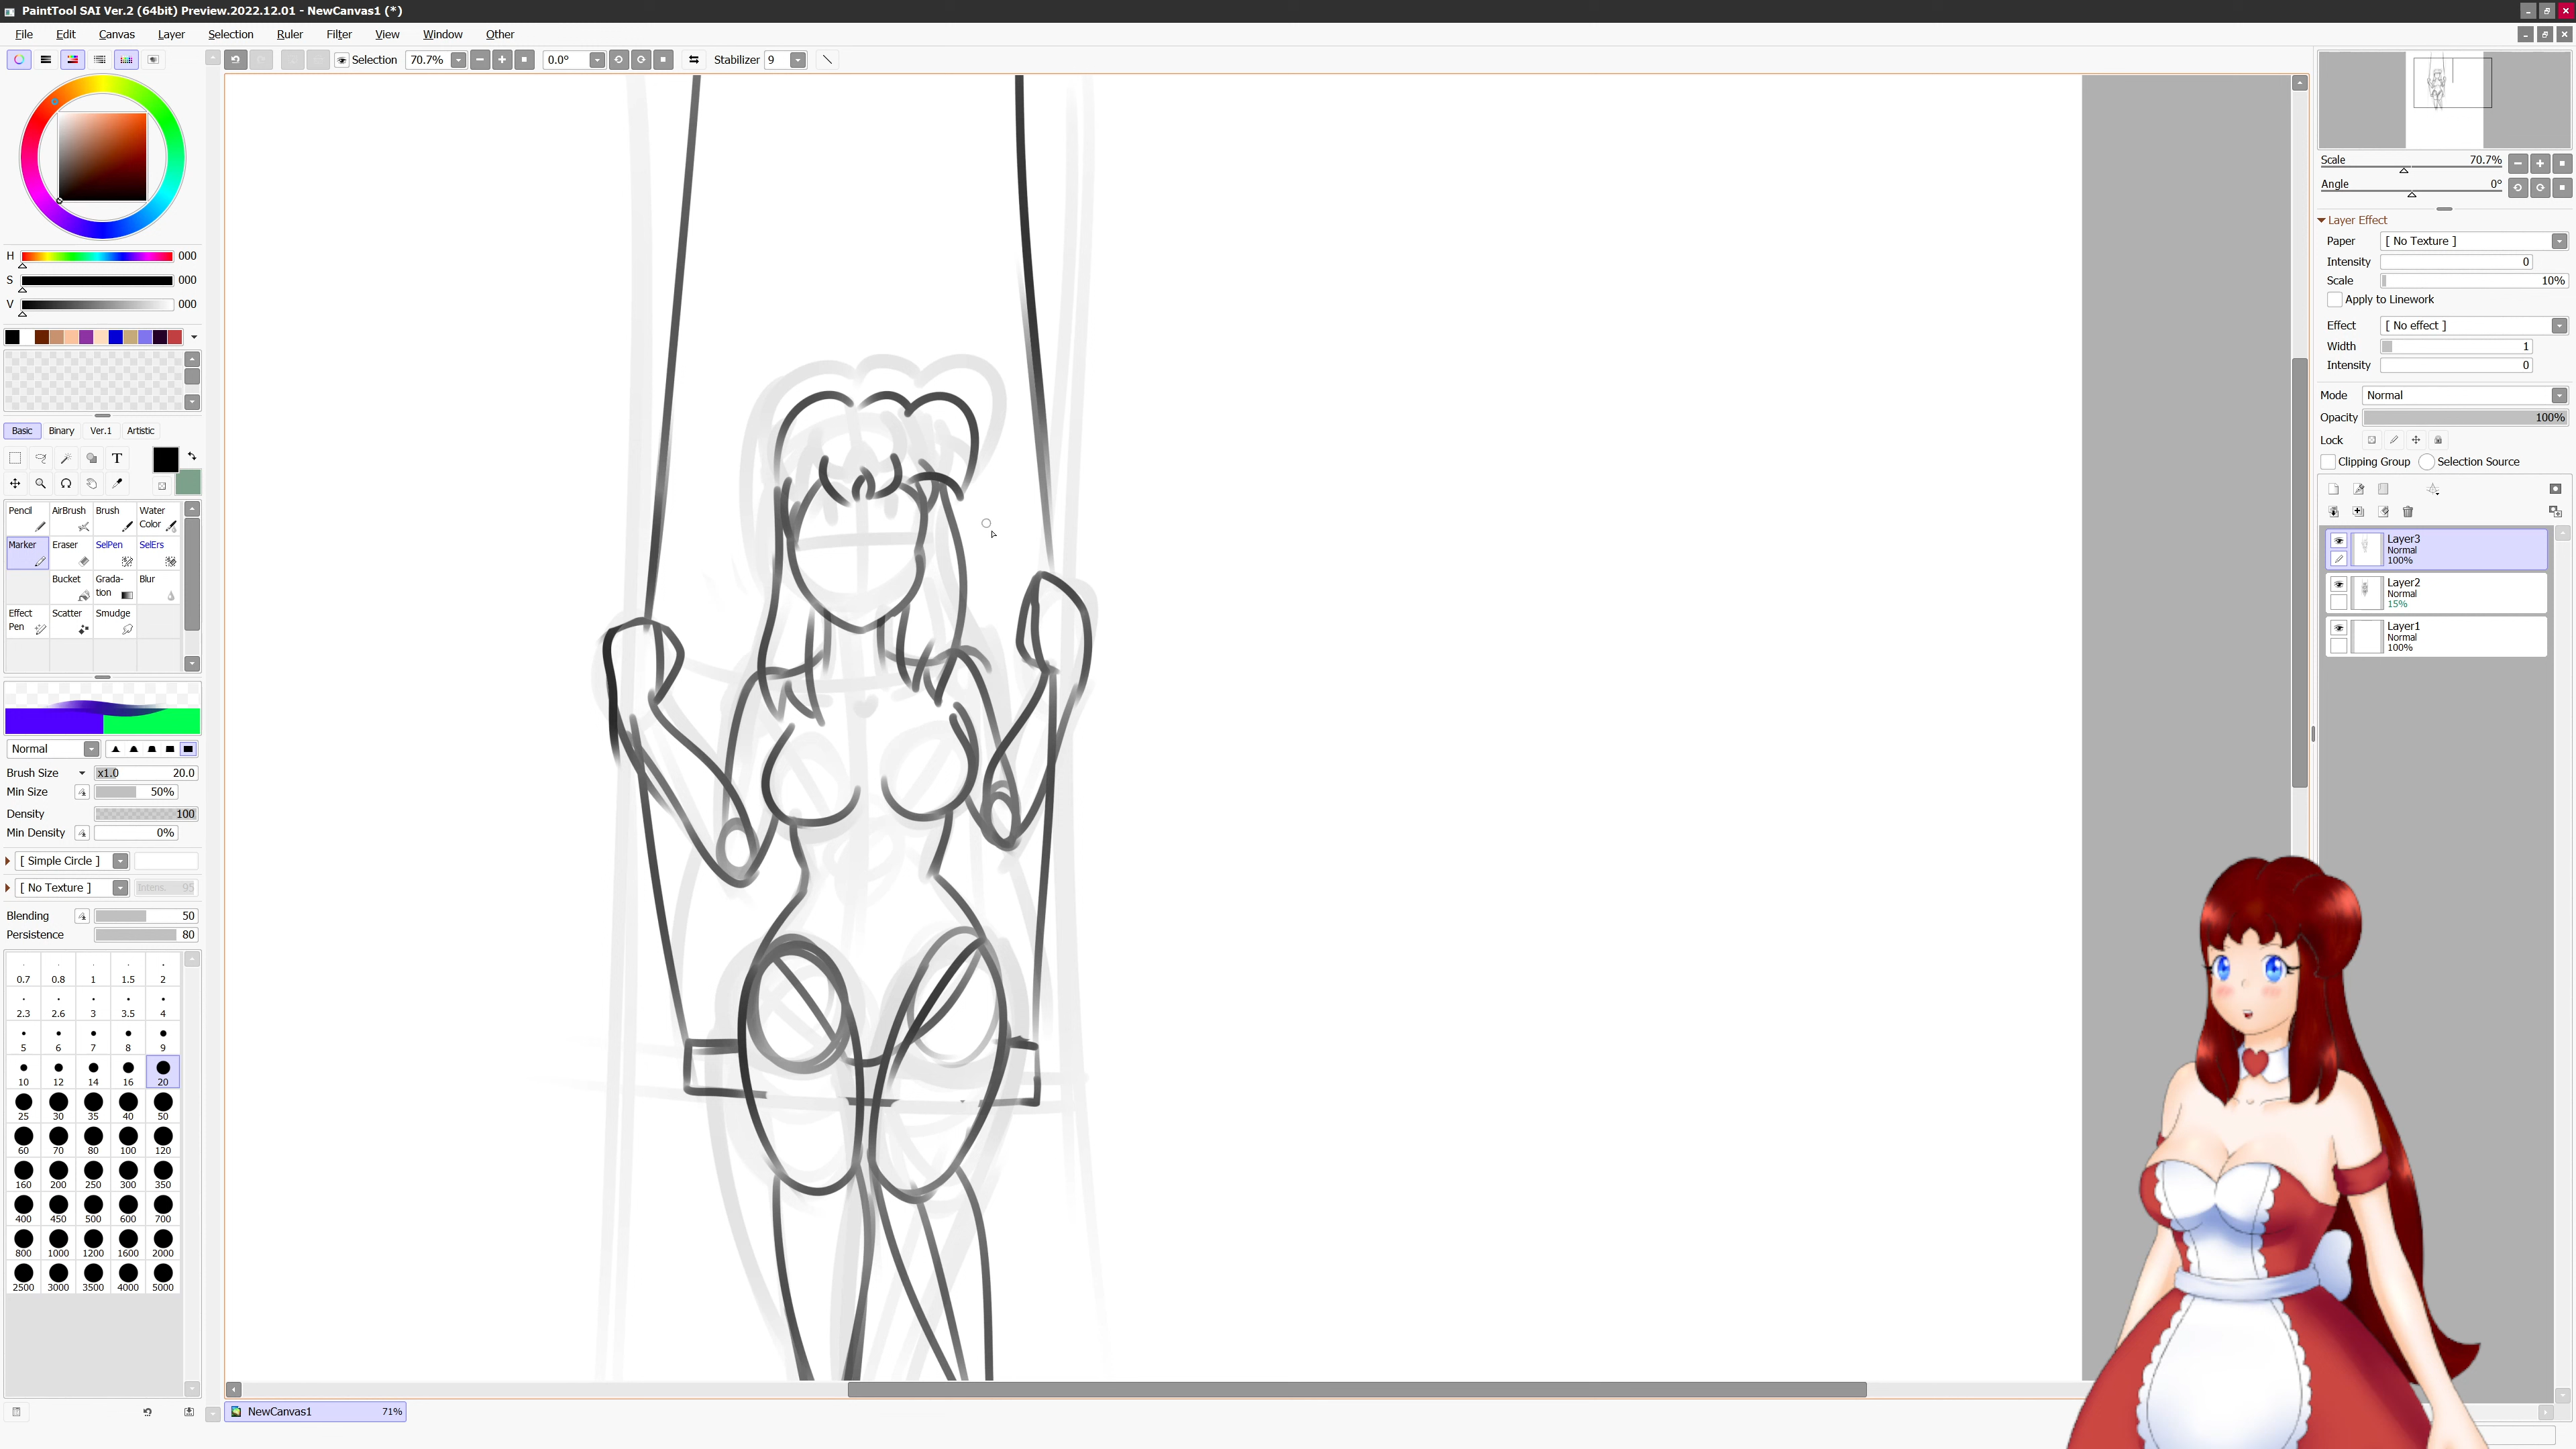 PaintTool SAI Ver.2 (64bit) Preview.2022.12.01 - NewCanvas1 (*)
File Edit Canvas Layer Selection Ruler Filter View Window Other
Selection 70.7% 0.0° Stabilizer 9
H 000
S 000
V 000
Basic Binary Ver.1 Artistic
T
Pencil AirBrush Brush Water Color
Marker Eraser SelPen SelErs
Bucket Grada-tion Blur
Effect Pen Scatter Smudge
Normal
Brush Size x1.0 20.0
Min Size 50%
Density 100
Min Density 0%
[ Simple Circle ]
[ No Texture ] Intens. 95
Blending 50
Persistence 80
0.7 0.8 1 1.5 2
2.3 2.6 3 3.5 4
5 6 7 8 9
10 12 14 16 20
25 30 35 40 50
60 70 80 100 120
160 200 250 300 350
400 450 500 600 700
800 1000 1200 1600 2000
2500 3000 3500 4000 5000
NewCanvas1 71%
Scale 70.7%
Angle 0°
Layer Effect
Paper [ No Texture ]
Intensity 0
Scale 10%
Apply to Linework
Effect [ No effect ]
Width 1
Intensity 0
Mode Normal
Opacity 100%
Lock
Clipping Group Selection Source
Layer3
Normal
100%
Layer2
Normal
15%
Layer1
Normal
100%